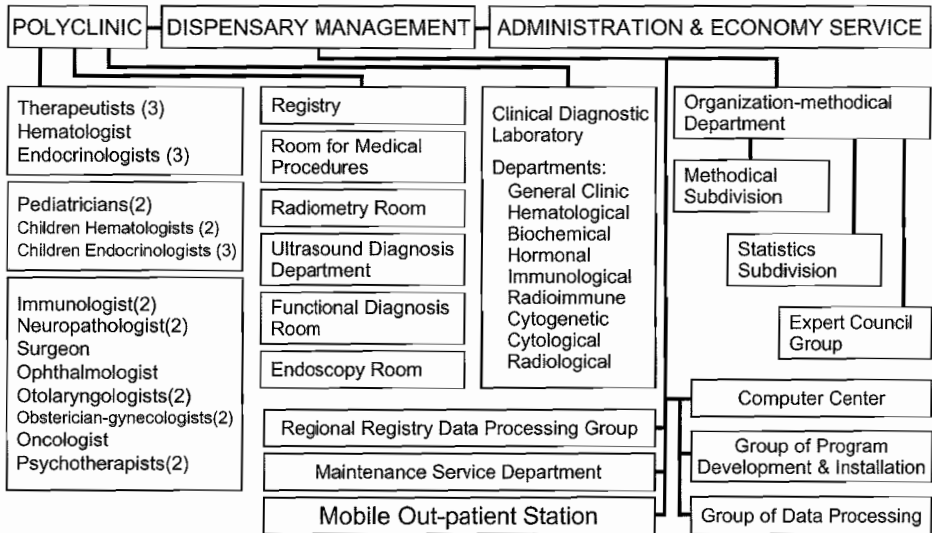 POLYCLINIC
DISPENSARY MANAGEMENT
ADMINISTRATION & ECONOMY SERVICE
Therapeutists (3)
Hematologist
Endocrinologists (3)
Pediatricians(2)
Children Hematologists (2)
Children Endocrinologists (3)
Immunologist(2)
Neuropathologist(2)
Surgeon
Ophthalmologist
Otolaryngologists(2)
Obsterician-gynecologists(2)
Oncologist
Psychotherapists(2)
Registry
Room for Medical
Procedures
Radiometry Room
Ultrasound Diagnosis
Department
Functional Diagnosis
Room
Endoscopy Room
Clinical Diagnostic
Laboratory
Departments:
General Clinic
Hematological
Biochemical
Hormonal
Immunological
Radioimmune
Cytogenetic
Cytological
Radiological
Organization-methodical
Department
Methodical
Subdivision
Statistics
Subdivision
Expert Council
Group
Regional Registry Data Processing Group
Maintenance Service Department
Mobile Out-patient Station
Computer Center
Group of Program
Development & Installation
Group of Data Processing